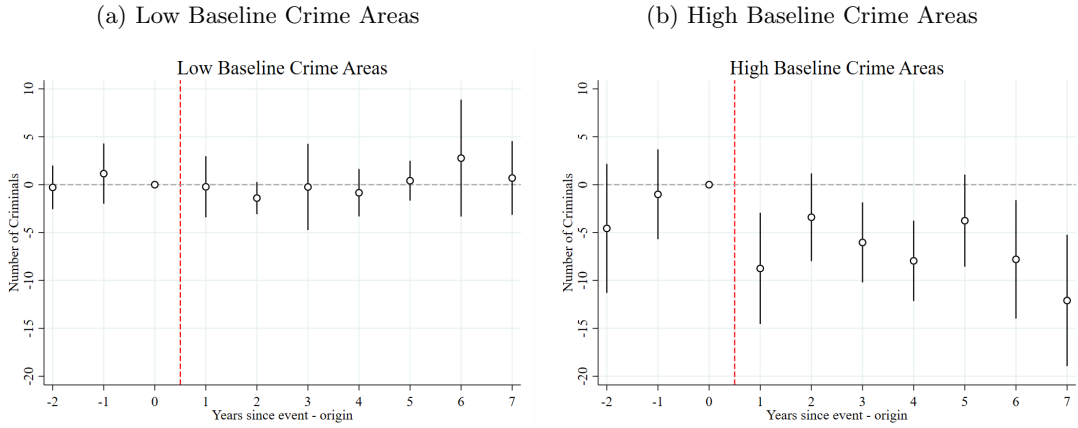 (a) Low Baseline Crime Areas
Low Baseline Crime Areas
Number of Criminals
10
5
0
-5
-10
-15
-20
-2 -1 0 1 2 3 4 5 6 7
Years since event - origin
(b) High Baseline Crime Areas
High Baseline Crime Areas
Number of Criminals
10
5
0
-5
-10
-15
-20
-2 -1 0 1 2 3 4 5 6 7
Years since event - origin